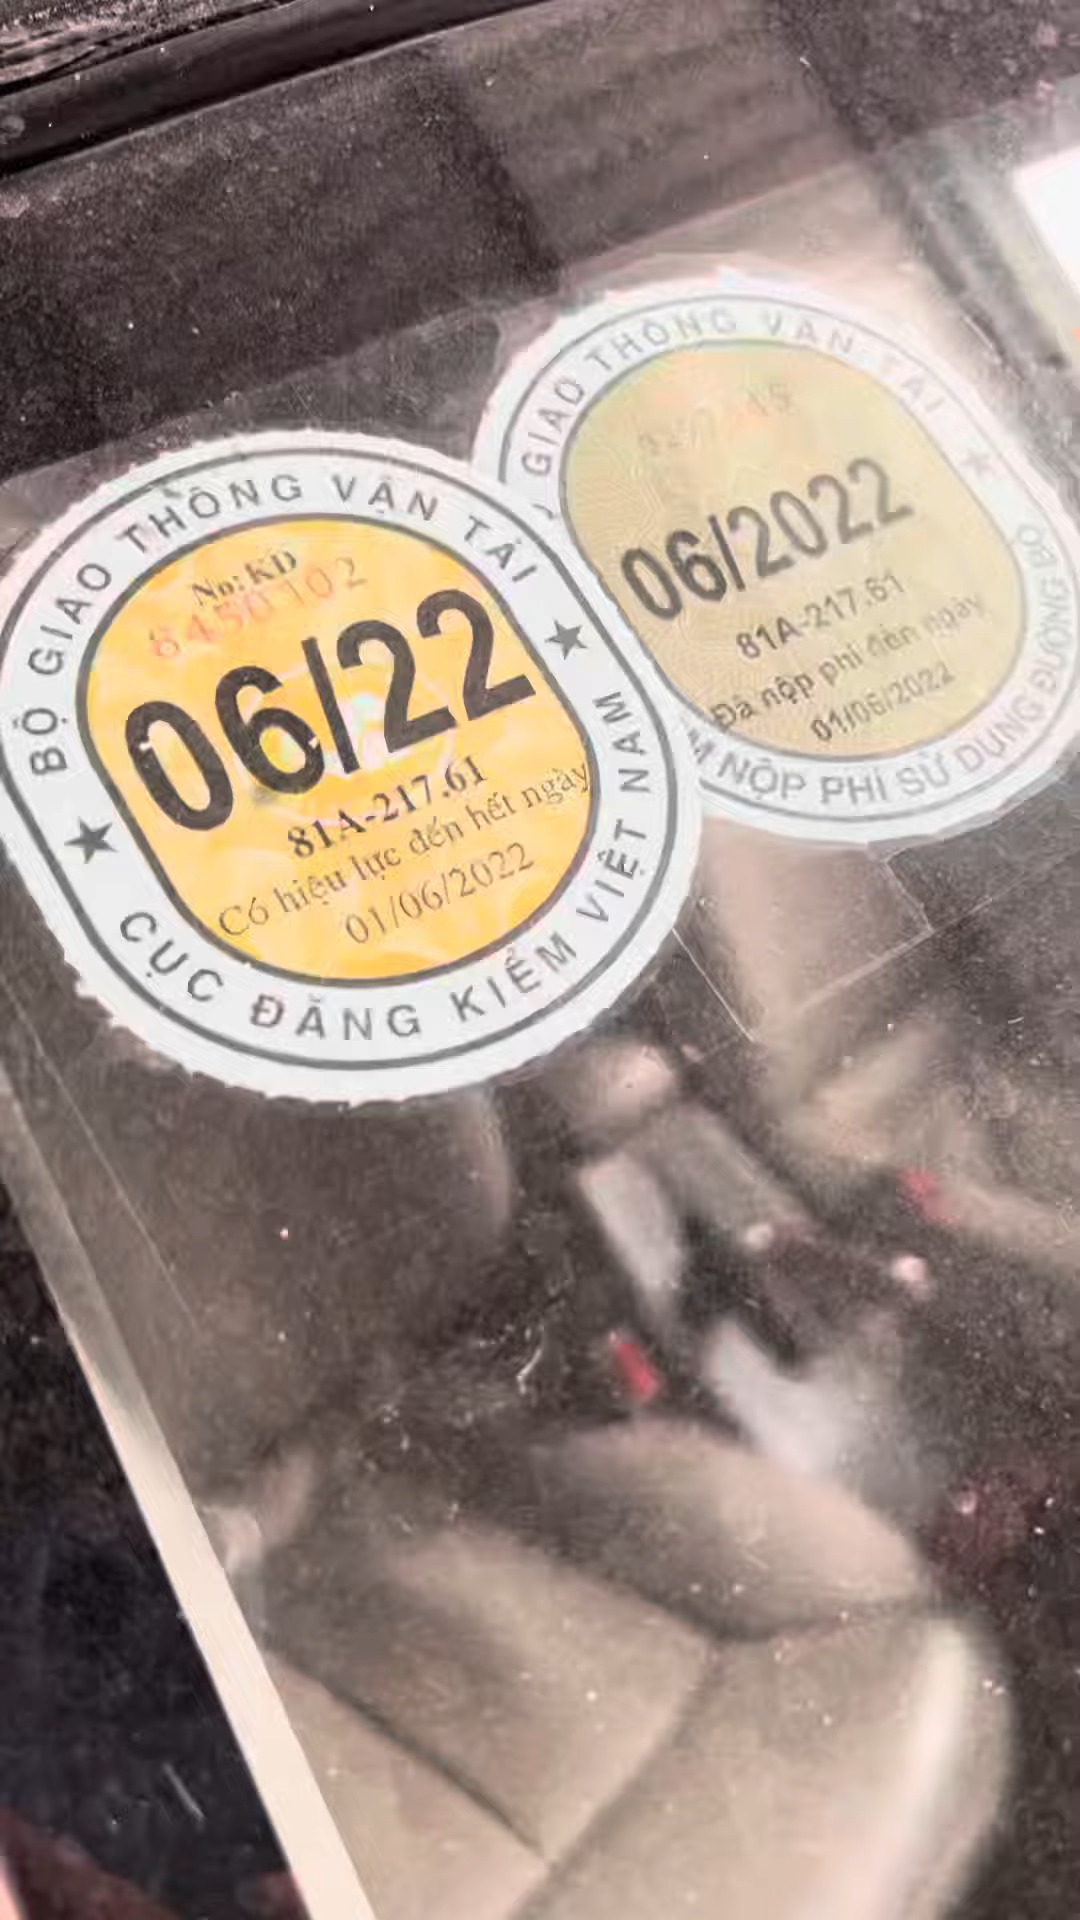 BỘ GIAO THÔNG VẬN TẢI
No: KD
8450102
06/22
81A-217.61
Có hiệu lực đến hết ngày
01/06/2022
CỤC ĐĂNG KIỂM VIỆT NAM
GIAO THÔNG VẬN TẢI
06/2022
81A-217.61
Đã nộp phí đến ngày
01/06/2022
NỘP PHÍ SỬ DỤNG ĐƯỜNG BỘ